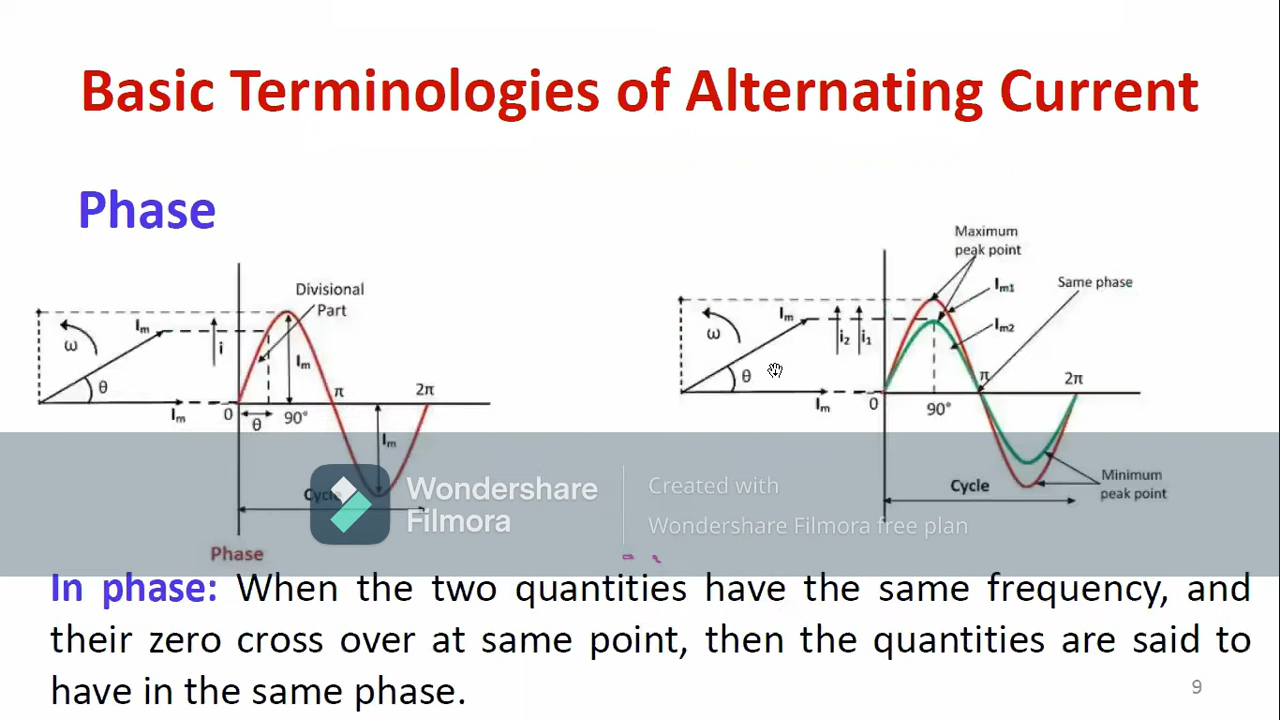 Basic Terminologies of Alternating Current
Phase
Divisional
Part
Im
ω
θ
i
Im
Im
0
θ
90°
π
2π
Im
Cycle
Phase
Maximum
peak point
Im1
Same phase
Im2
Im
ω
θ
i2
i1
Im
0
90°
π
2π
Cycle
Minimum
peak point
Wondershare
Filmora
Created with
Wondershare Filmora free plan
In phase: When the two quantities have the same frequency, and
their zero cross over at same point, then the quantities are said to
have in the same phase.
9